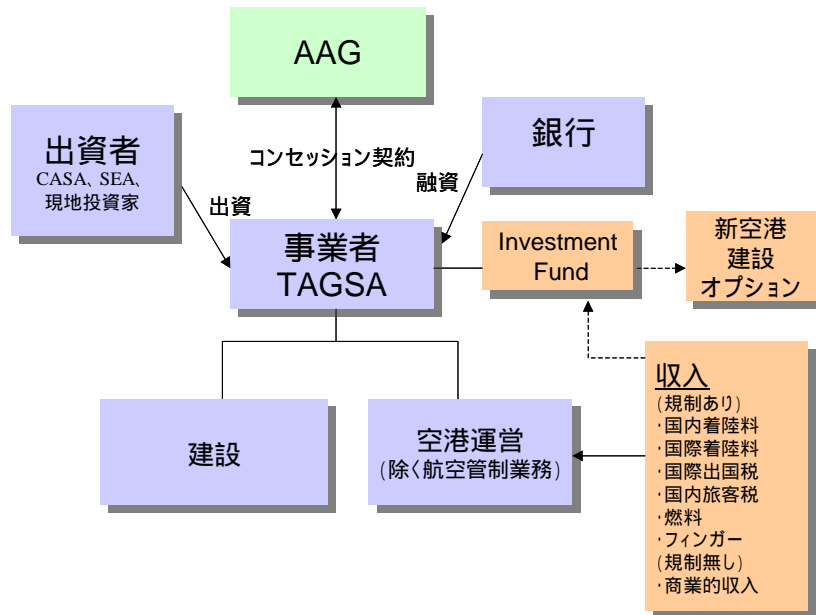 AAG
出資者
CASA、SEA、
現地投資家
コンセッション契約
銀行
融資
出資
事業者
TAGSA
Investment
Fund
新空港
建設
オプション
建設
空港運営
(除く航空管制業務)
収入
(規制あり)
・国内着陸料
・国際着陸料
・国際出国税
・国内旅客税
・燃料
・フィンガー
(規制無し)
・商業的収入